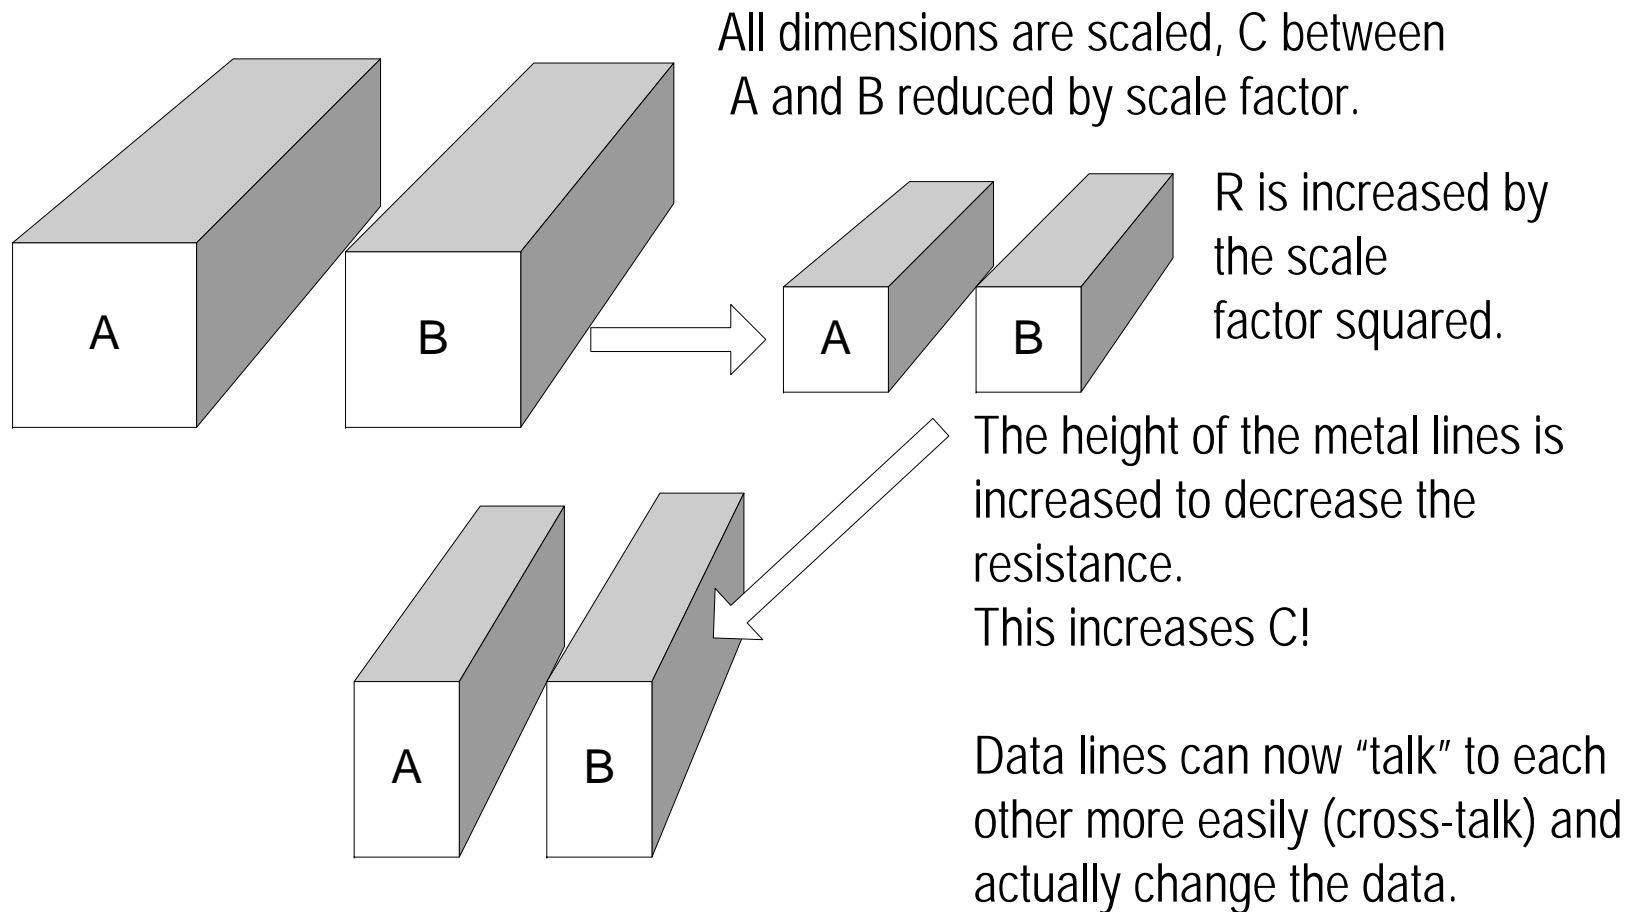 All dimensions are scaled, C between
A and B reduced by scale factor.
A
B
A
B
R is increased by
the scale
factor squared.
The height of the metal lines is
increased to decrease the
resistance.
This increases C!
A
B
Data lines can now “talk” to each
other more easily (cross-talk) and
actually change the data.